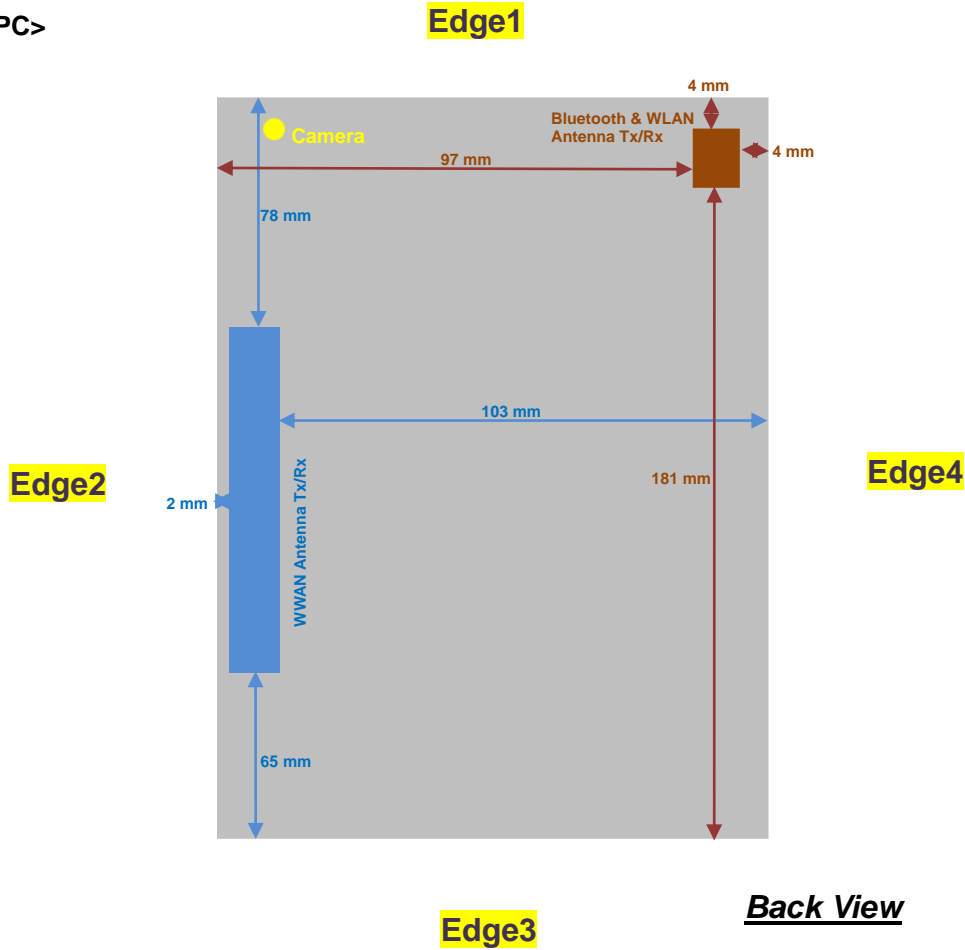 PC>
Edge1
4 mm
Bluetooth & WLAN
Antenna Tx/Rx
Camera
4 mm
97 mm
78 mm
103 mm
Edge2
Edge4
181 mm
2 mm
WWAN Antenna Tx/Rx
65 mm
Back View
Edge3